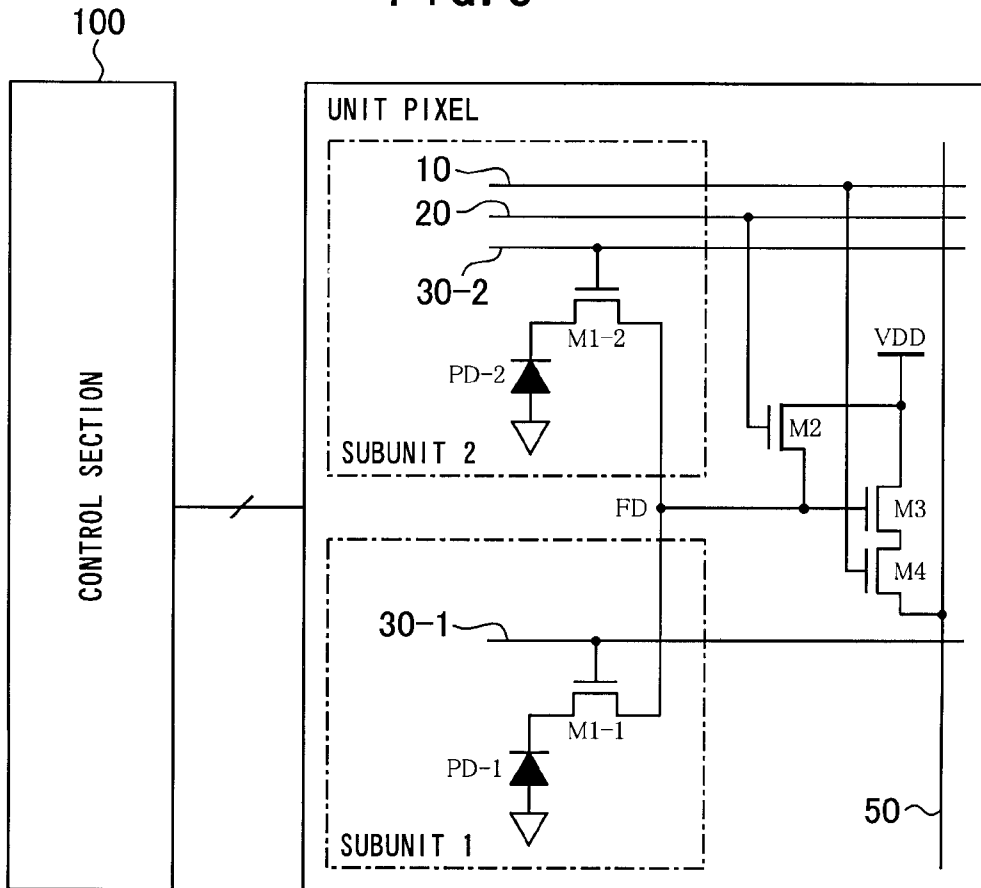 100
UNIT PIXEL
10
20
30-2
M1-2
PD-2
SUBUNIT 2
VDD
M2
FD
M3
M4
CONTROL SECTION
30-1
M1-1
PD-1
SUBUNIT 1
50